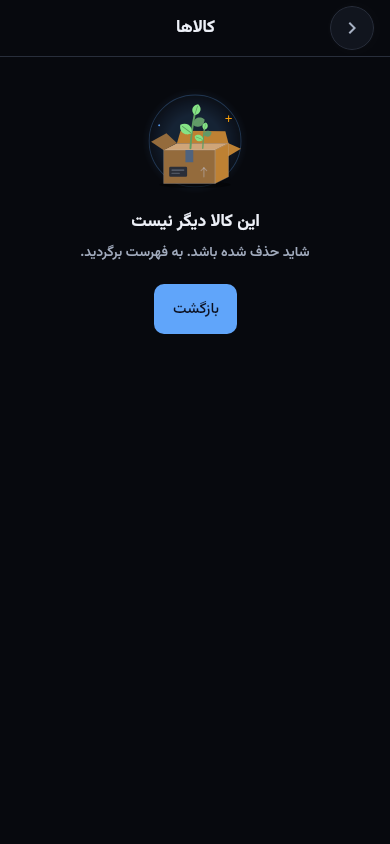 کالاها
این کالا دیگر نیست
شاید حذف شده باشد. به فهرست برگردید.
بازگشت